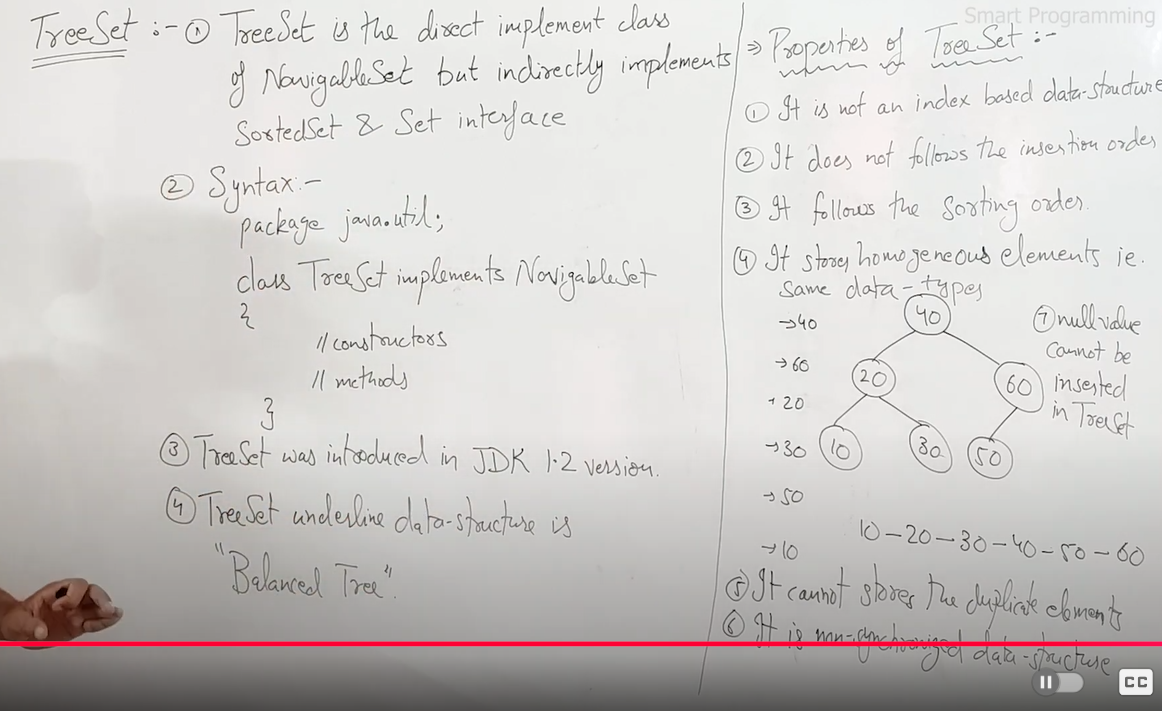 Smart Programming
TreeSet :- ① TreeSet is the direct implement class
of NavigableSet but indirectly implements
SortedSet & Set interface
② Syntax:-
package java.util;
class TreeSet implements NavigableSet
{
// constructors
// methods
}
③ TreeSet was introduced in JDK 1.2 version.
④ TreeSet underline data-structure is
"Balanced Tree".
⇒ Properties of TreeSet :-
① It is not an index based data-structure
② It does not follows the insertion order
③ It follows the sorting order.
④ It stores homogeneous elements ie.
same data-types
→40
→60
→20
→30
→50
→10
40
20
60
10
30
50
10-20-30-40-50-60
⑦ null value
cannot be
inserted
in TreeSet
⑤ It cannot stores the duplicate elements
⑥ It is non-synchronized data-structure
CC